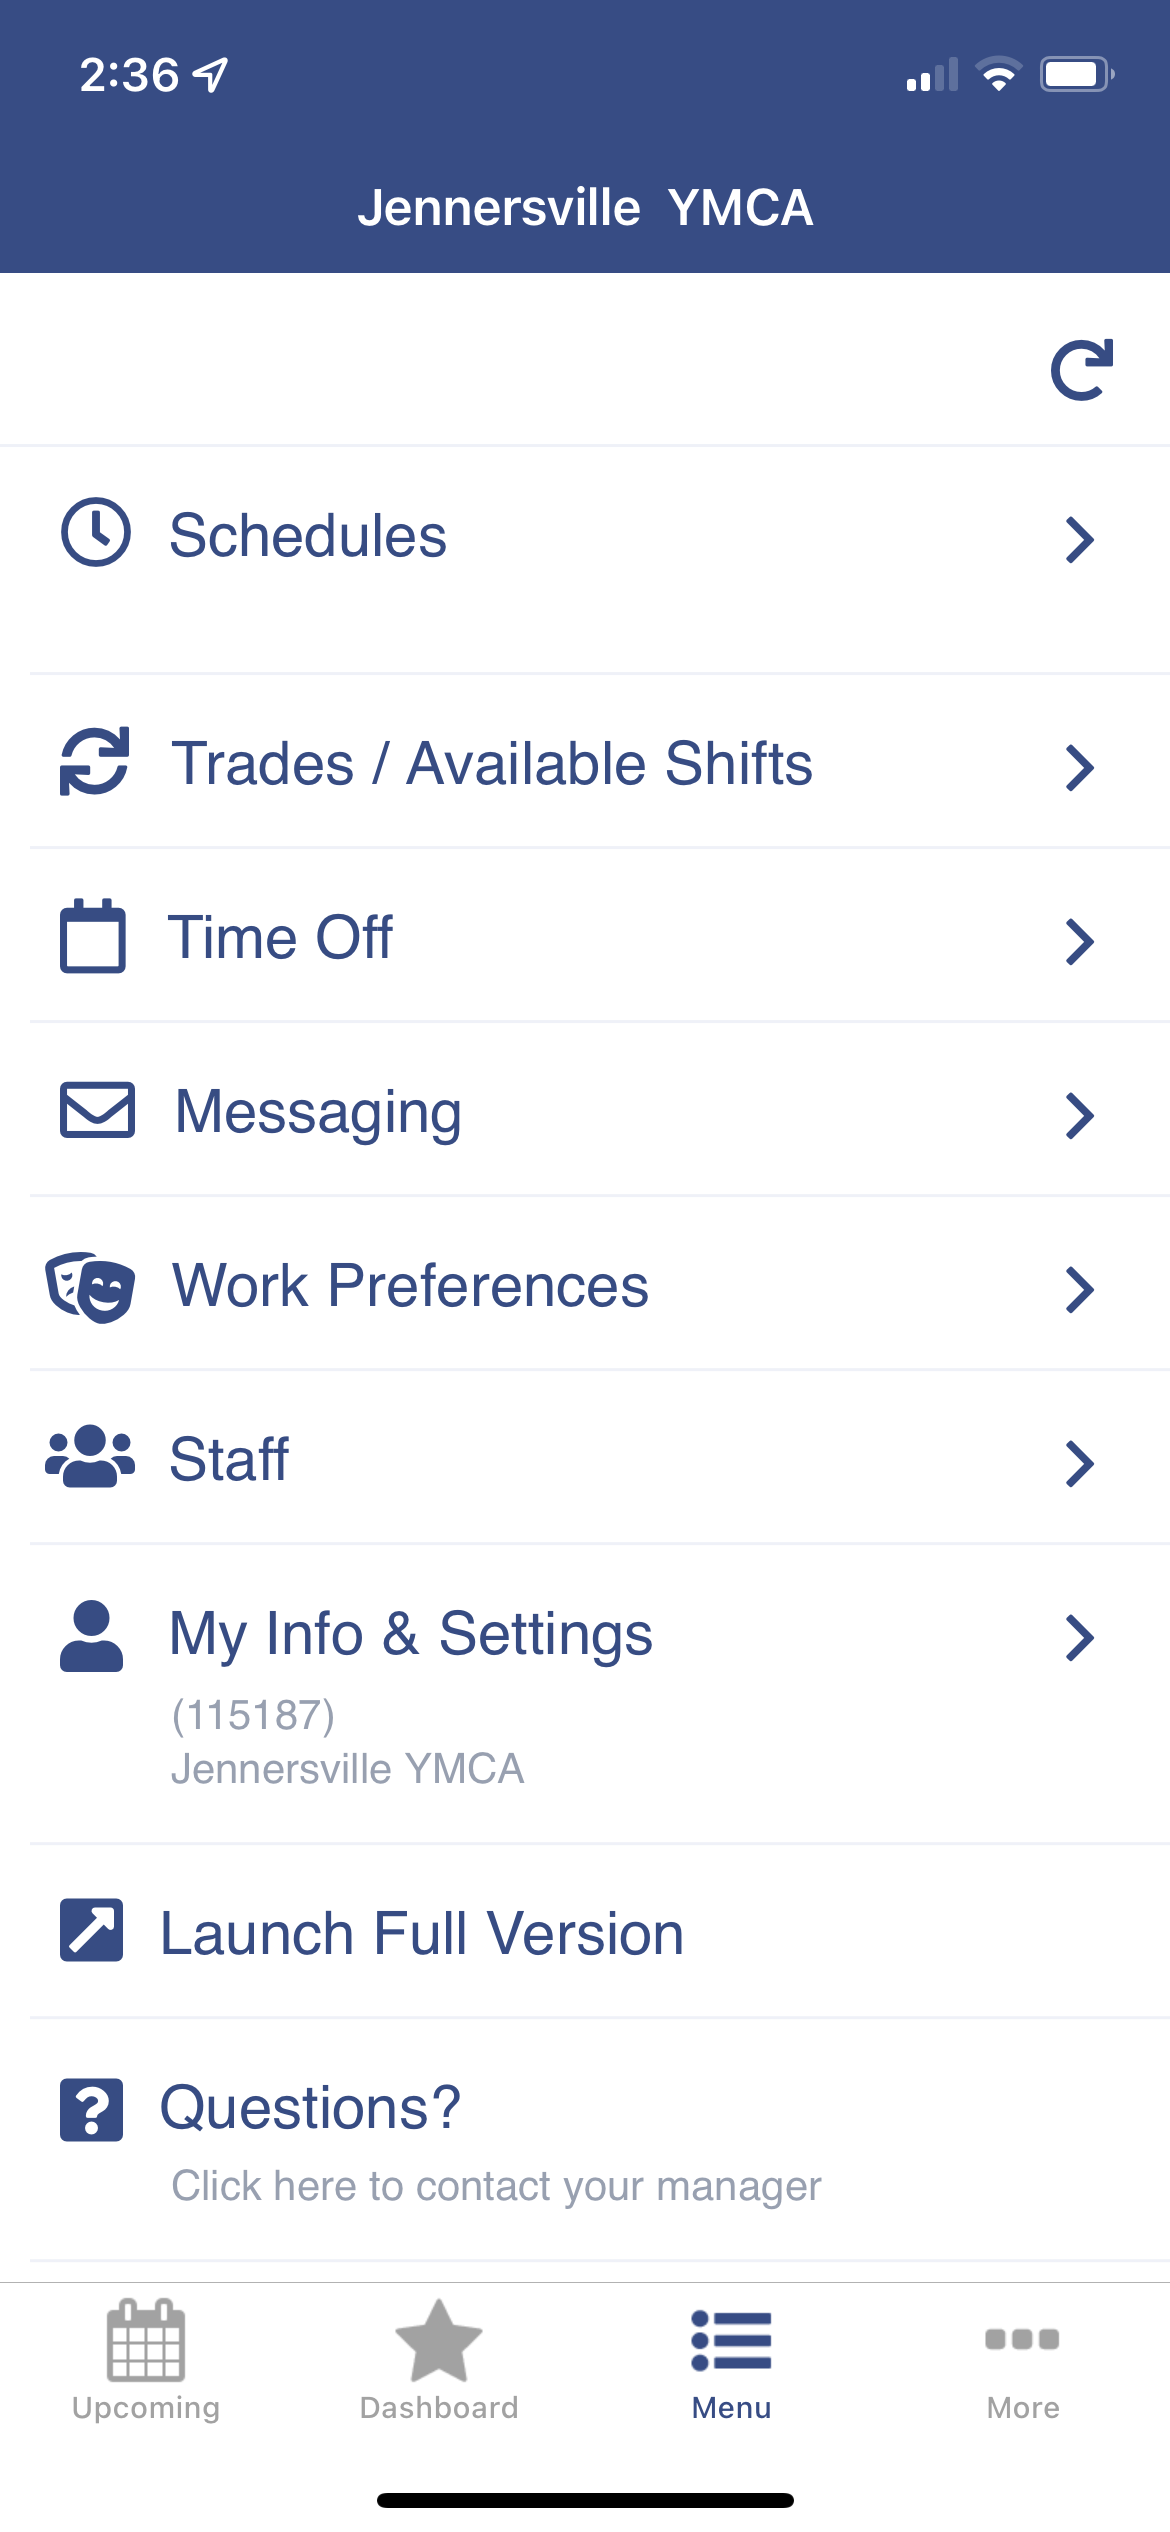 2:36
Jennersville YMCA
Schedules
Trades / Available Shifts
Time Off
Messaging
Work Preferences
Staff
My Info & Settings
(115187)
Jennersville YMCA
Launch Full Version
Questions?
Click here to contact your manager
Upcoming
Dashboard
Menu
More